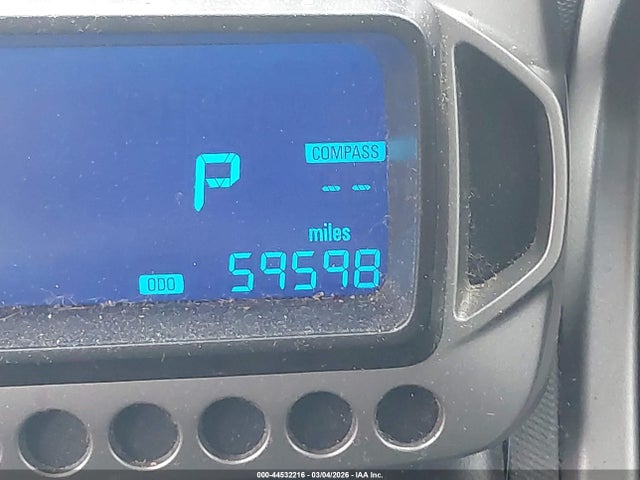 COMPASS
P
-- 
miles
ODO 59598
000-44532216 - 03/04/2026 - IAA Inc.